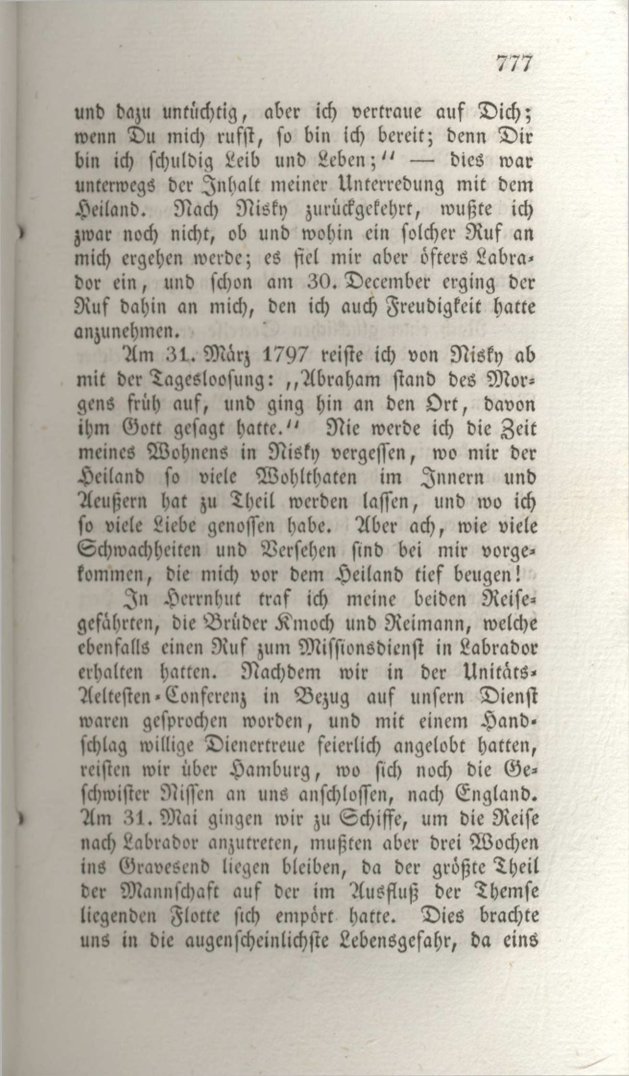 777
und dazu untüchtig, aber ich vertraue auf Dich;
wenn Du mich rufst, so bin ich bereit; denn Dir
bin ich schuldig Leib und Leben;" — dies war
unterwegs der Inhalt meiner Unterredung mit dem
Heiland. Nach Nisky zurückgekehrt, wußte ich
zwar noch nicht, ob und wohin ein solcher Ruf an
mich ergehen werde; es fiel mir aber öfters Labra-
dor ein, und schon am 30. December erging der
Ruf dahin an mich, den ich auch Freudigkeit hatte
anzunehmen.
Am 31. März 1797 reiste ich von Nisky ab
mit der Tagesloosung: „Abraham stand des Mor-
gens früh auf, und ging hin an den Ort, davon
ihm Gott gesagt hatte." Nie werde ich die Zeit
meines Wohnens in Nisky vergessen, wo mir der
Heiland so viele Wohlthaten im Innern und
Aeußern hat zu Theil werden lassen, und wo ich
so viele Liebe genossen habe. Aber ach, wie viele
Schwachheiten und Versehen sind bei mir vorge-
kommen, die mich vor dem Heiland tief beugen!
In Herrnhut traf ich meine beiden Reise-
gefährten, die Brüder Kmoch und Reimann, welche
ebenfalls einen Ruf zum Missionsdienst in Labrador
erhalten hatten. Nachdem wir in der Unitäts-
Aeltesten-Conferenz in Bezug auf unsern Dienst
waren gesprochen worden, und mit einem Hand-
schlag willige Dienertreue feierlich angelobt hatten,
reisten wir über Hamburg, wo sich noch die Ge-
schwister Nissen an uns anschlossen, nach England.
Am 31. Mai gingen wir zu Schiffe, um die Reise
nach Labrador anzutreten, mußten aber drei Wochen
ins Gravesend liegen bleiben, da der größte Theil
der Mannschaft auf der im Ausfluß der Themse
liegenden Flotte sich empört hatte. Dies brachte
uns in die augenscheinlichste Lebensgefahr, da eins